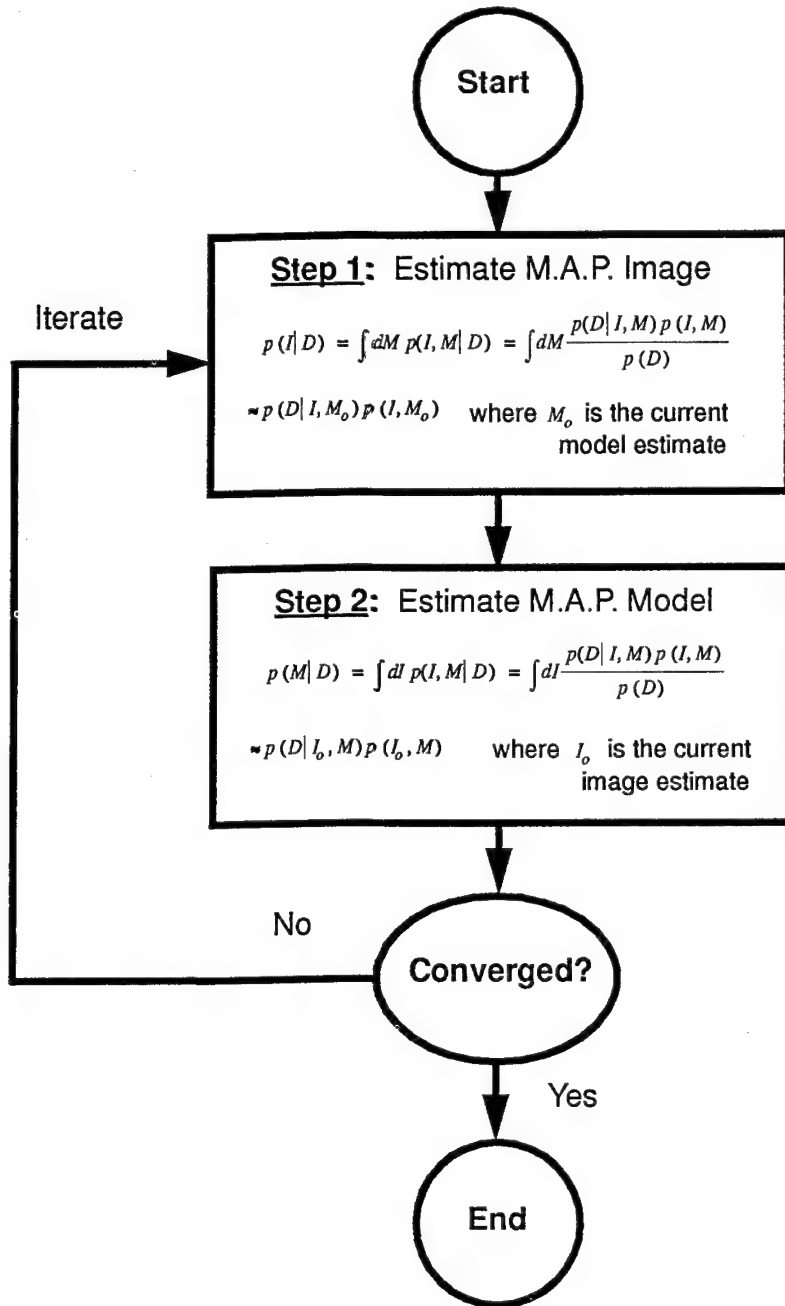 Start
Step 1: Estimate M.A.P. Image
p(I|D) = ∫dM p(I,M|D) = ∫dM p(D|I,M)p(I,M) / p(D)
≈p(D|I,M_o)p(I,M_o) where M_o is the current
model estimate
Iterate
Step 2: Estimate M.A.P. Model
p(M|D) = ∫dI p(I,M|D) = ∫dI p(D|I,M)p(I,M) / p(D)
≈p(D|I_o,M)p(I_o,M) where I_o is the current
image estimate
No
Converged?
Yes
End